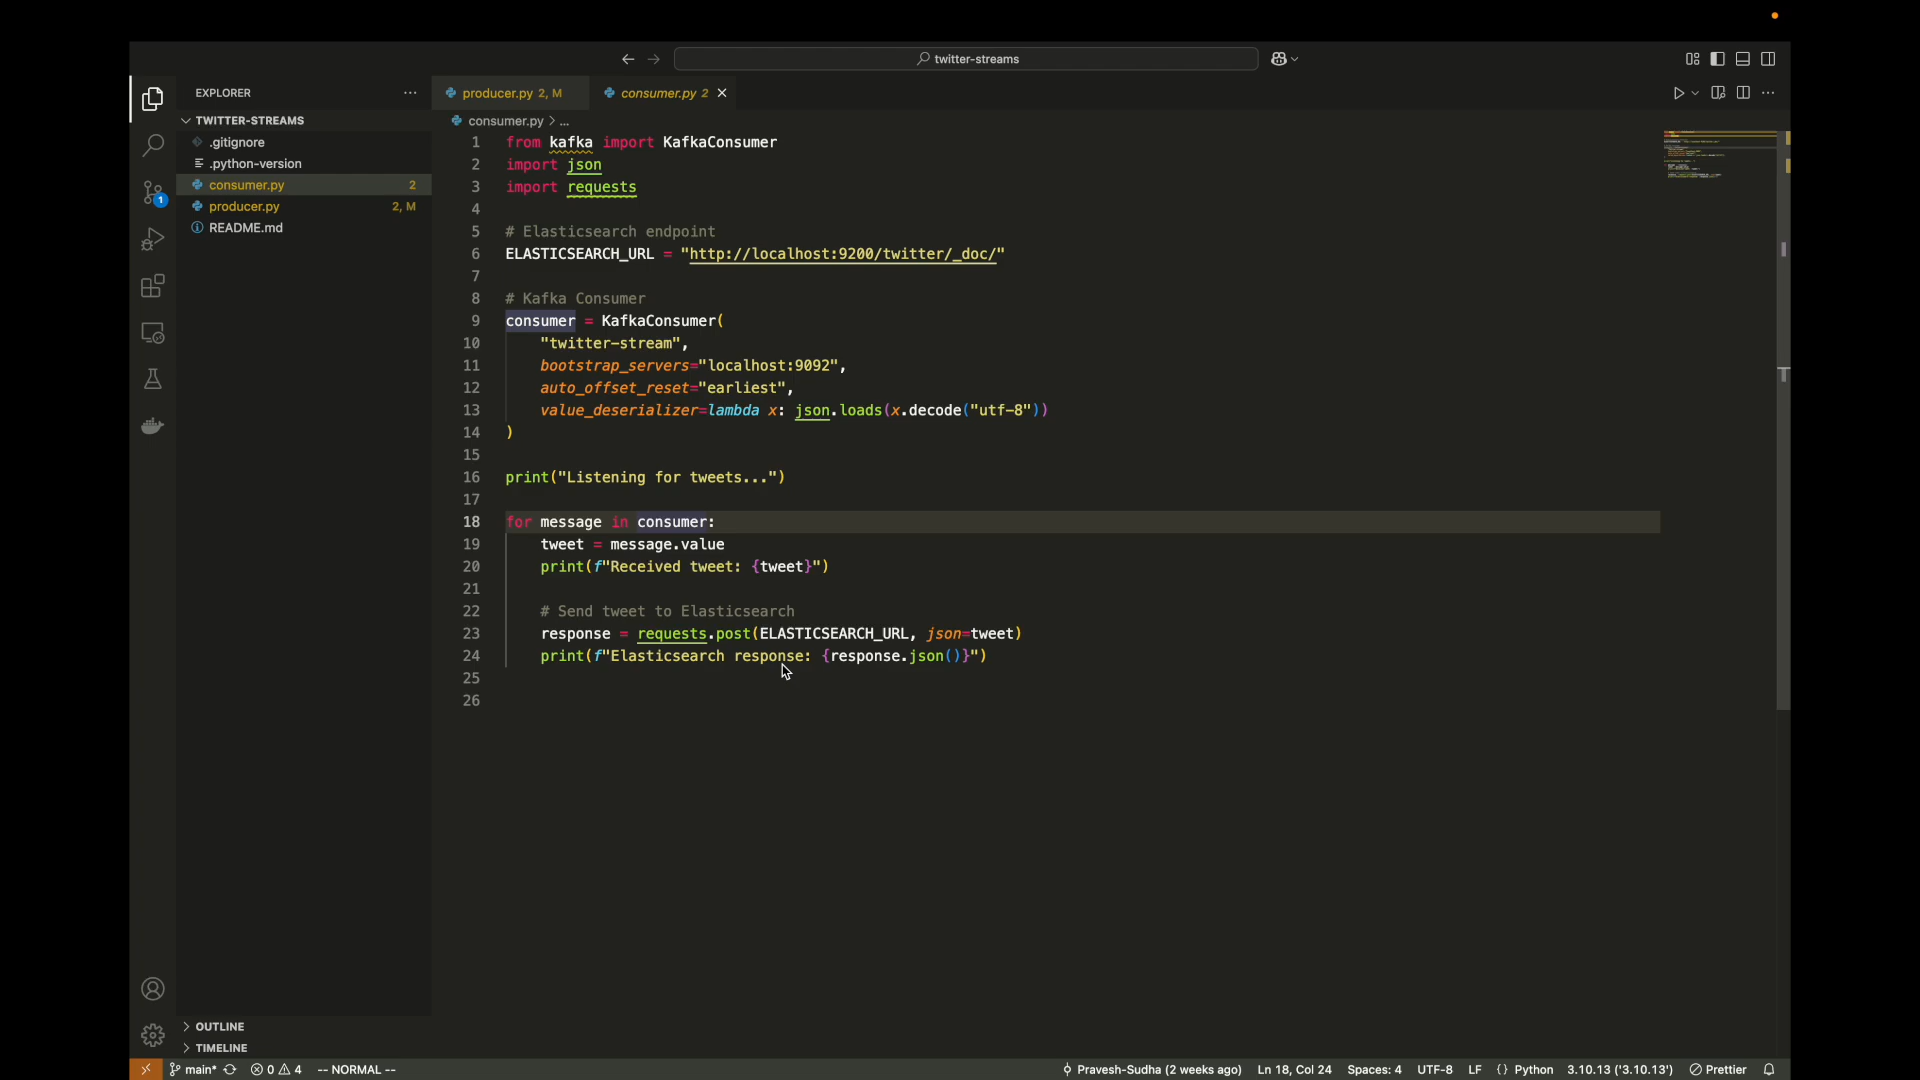 twitter-streams
EXPLORER
producer.py 2, M
consumer.py 2
TWITTER-STREAMS
.gitignore
.python-version
consumer.py 2
producer.py 2, M
README.md
consumer.py > ...
1 from kafka import KafkaConsumer
2 import json
3 import requests
4
5 # Elasticsearch endpoint
6 ELASTICSEARCH_URL = "http://localhost:9200/twitter/_doc/"
7
8 # Kafka Consumer
9 consumer = KafkaConsumer(
10 "twitter-stream",
11 bootstrap_servers="localhost:9092",
12 auto_offset_reset="earliest",
13 value_deserializer=lambda x: json.loads(x.decode("utf-8"))
14 )
15
16 print("Listening for tweets...")
17
18 for message in consumer:
19 tweet = message.value
20 print(f"Received tweet: {tweet}")
21
22 # Send tweet to Elasticsearch
23 response = requests.post(ELASTICSEARCH_URL, json=tweet)
24 print(f"Elasticsearch response: {response.json()}")
25
26
1
OUTLINE
TIMELINE
main* 0 4 -- NORMAL -- Pravesh-Sudha (2 weeks ago) Ln 18, Col 24 Spaces: 4 UTF-8 LF {} Python 3.10.13 ('3.10.13') Prettier